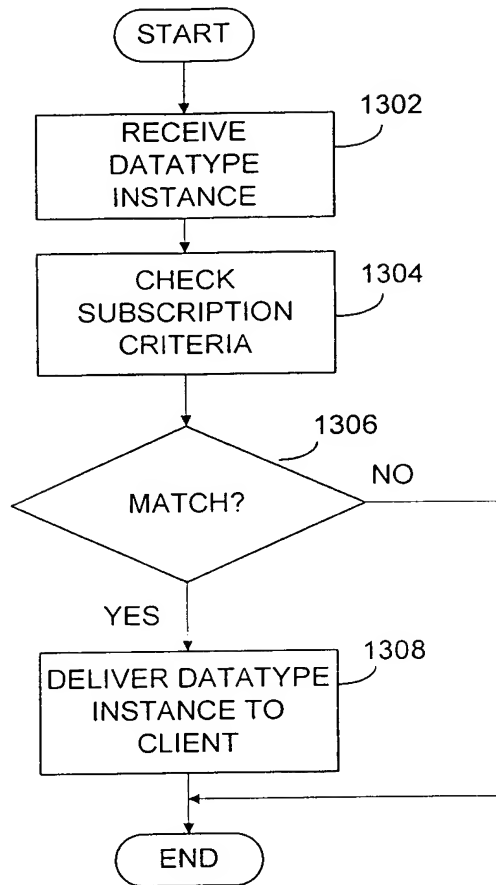 START
1302
RECEIVE
DATATYPE
INSTANCE
1304
CHECK
SUBSCRIPTION
CRITERIA
1306
MATCH?
NO
YES
1308
DELIVER DATATYPE
INSTANCE TO
CLIENT
END